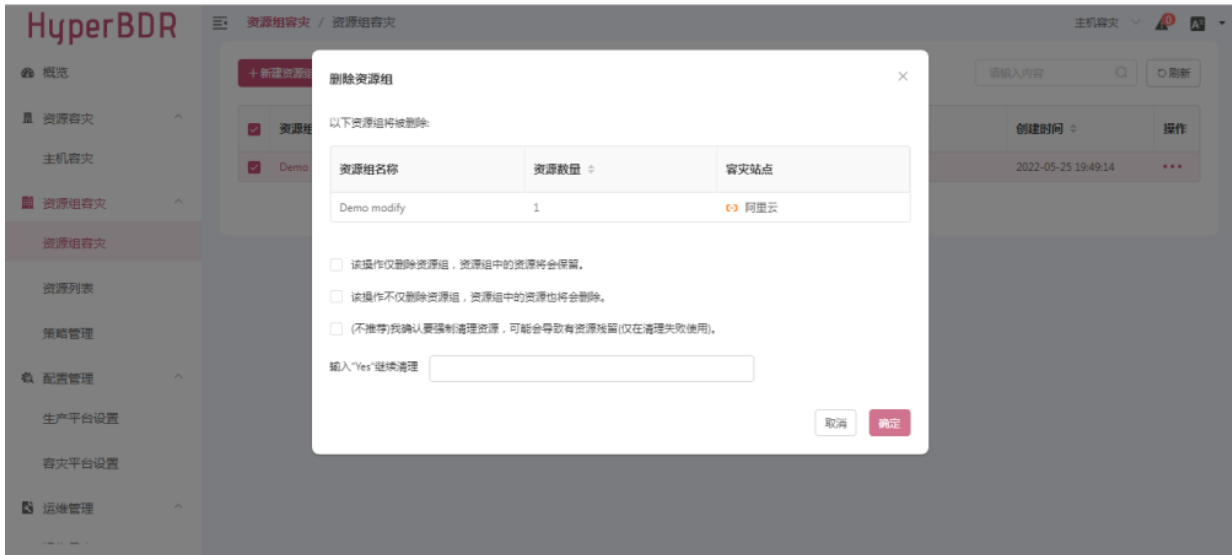 HyperBDR
资源组容灾 / 资源组容灾
主机容灾
概览
资源容灾
主机容灾
资源组容灾
资源组容灾
资源列表
策略管理
配置管理
生产平台设置
容灾平台设置
运维管理
+新建资源组
请输入内容
刷新
资源组
创建时间
操作
Demo
2022-05-25 19:49:14
删除资源组
以下资源组将被删除:
资源组名称 资源数量 容灾站点
Demo modify 1 阿里云
该操作仅删除资源组，资源组中的资源将会保留。
该操作不仅删除资源组，资源组中的资源也将会删除。
(不推荐)我确认要强制清理资源，可能会导致有资源残留(仅在清理失败使用)。
输入"Yes"继续清理
取消
确定